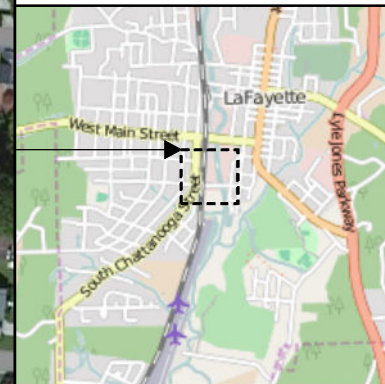 LaFayette
West Main Street
Lyle Jones Parkway
South Chattanooga Street